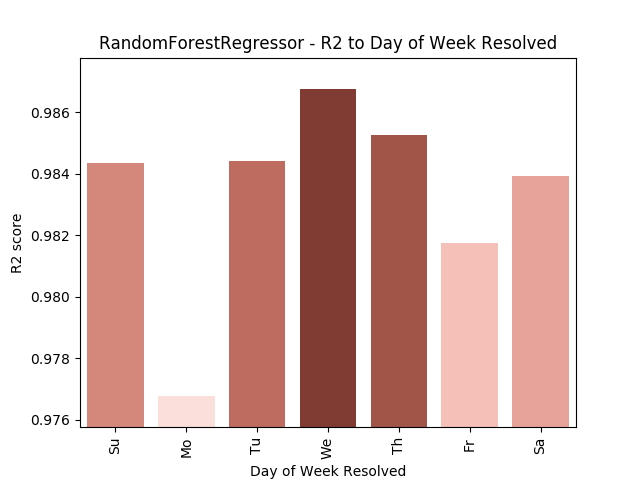 RandomForestRegressor - R2 to Day of Week Resolved
0.986
0.984
0.982
0.980
0.978
0.976
R2 score
Su
Mo
Tu
We
Th
Fr
Sa
Day of Week Resolved